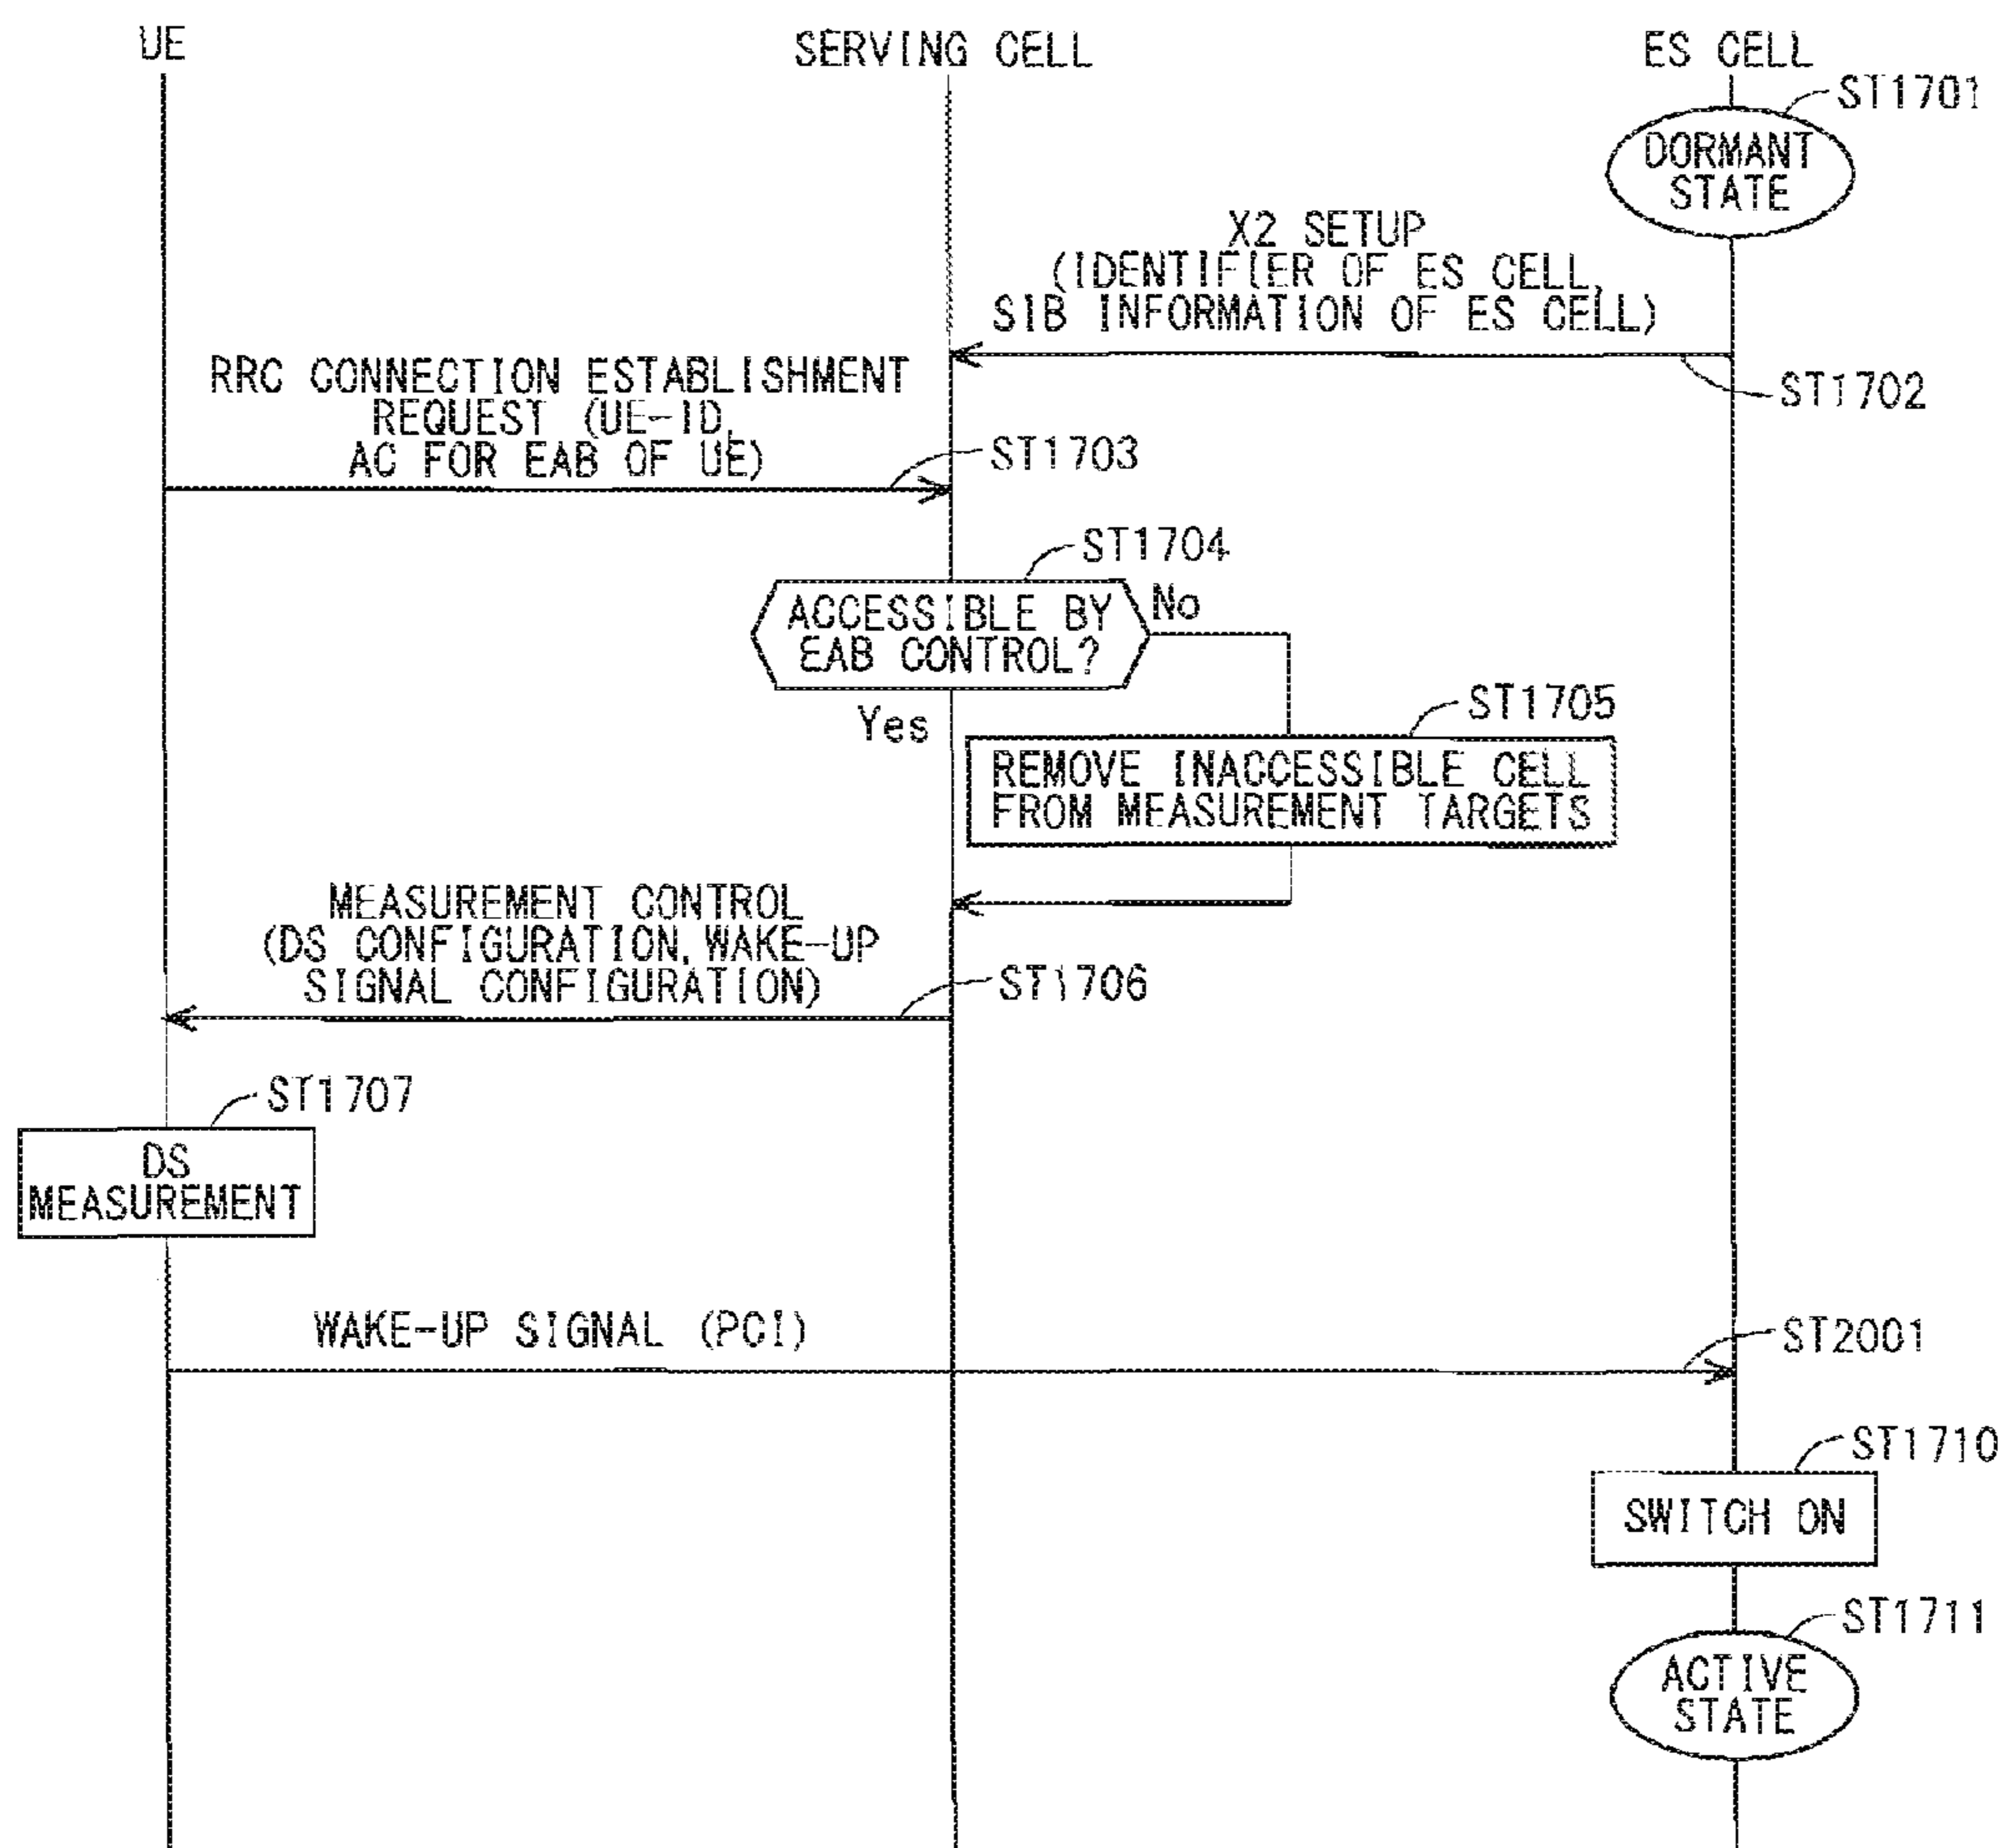 UE
SERVING CELL
ES CELL
ST1701
DORMANT
STATE
X2 SETUP
(IDENTIFIER OF ES CELL,
SIB INFORMATION OF ES CELL)
ST1702
RRC CONNECTION ESTABLISHMENT
REQUEST (UE-ID,
AC FOR EAB OF UE)
ST1703
ST1704
ACCESSIBLE BY
EAB CONTROL?
No
Yes
ST1705
REMOVE INACCESSIBLE CELL
FROM MEASUREMENT TARGETS
MEASUREMENT CONTROL
(DS CONFIGURATION, WAKE-UP
SIGNAL CONFIGURATION)
ST1706
ST1707
DS
MEASUREMENT
WAKE-UP SIGNAL (PCI)
ST2001
ST1710
SWITCH ON
ST1711
ACTIVE
STATE